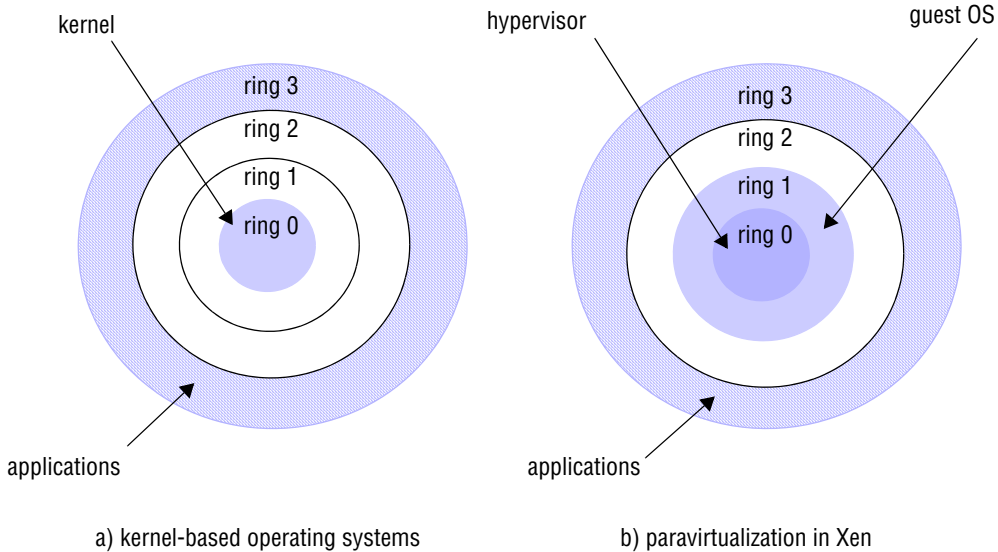 kernel
ring 3
ring 2
ring 1
ring 0
applications
a) kernel-based operating systems
hypervisor
guest OS
ring 3
ring 2
ring 1
ring 0
applications
b) paravirtualization in Xen